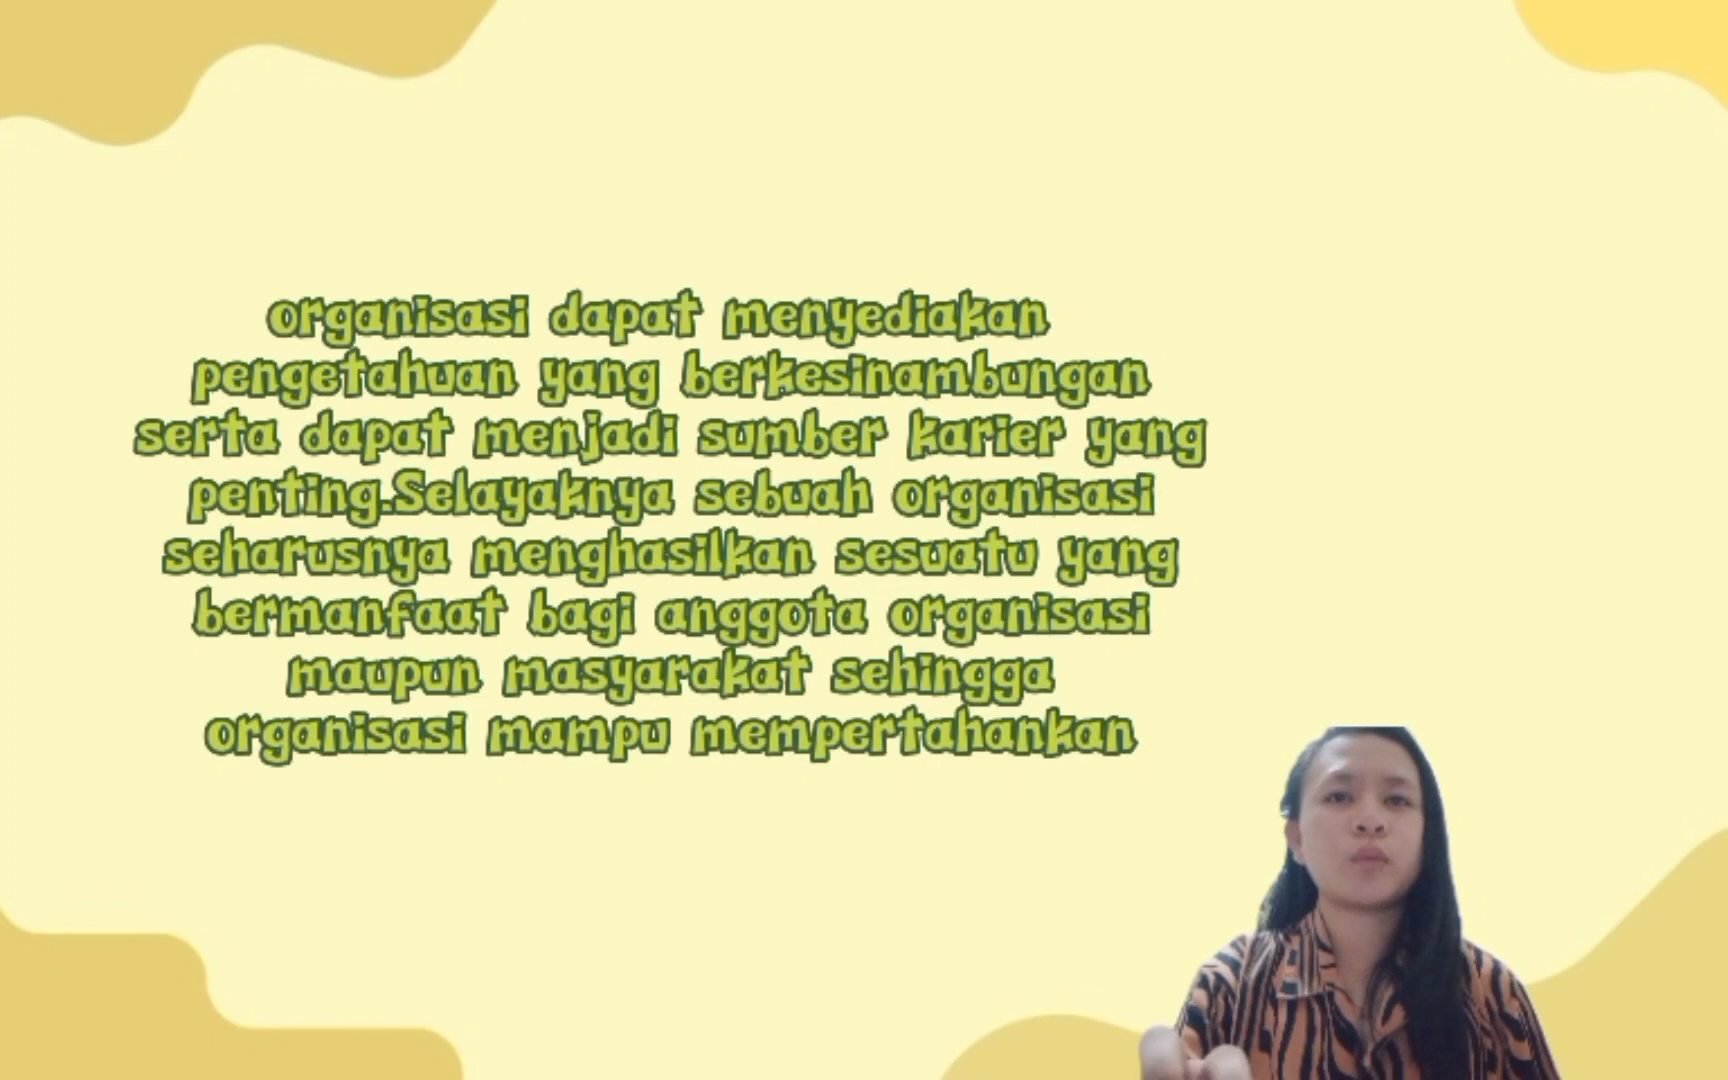 organisasi dapat menyediakan
pengetahuan yang berkesinambungan
serta dapat menjadi sumber karier yang
penting.Selayaknya sebuah organisasi
seharusnya menghasilkan sesuatu yang
bermanfaat bagi anggota organisasi
maupun masyarakat sehingga
organisasi mampu mempertahankan